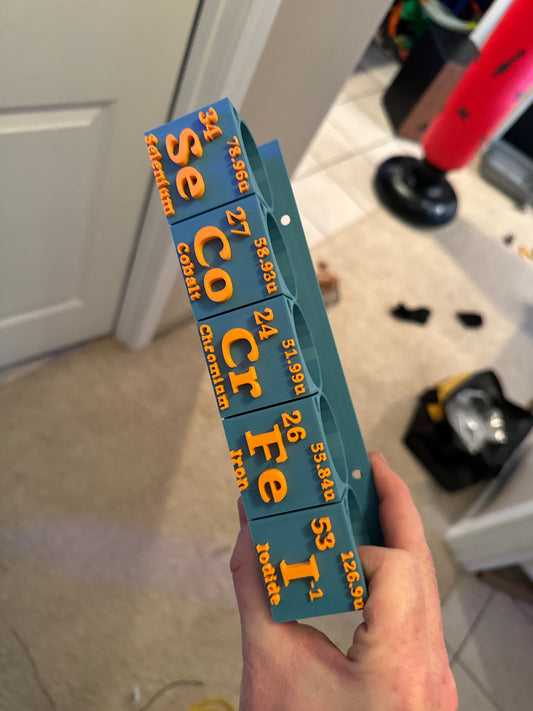 34
78.96u
Se
Selenium
27
58.93u
Co
Cobalt
24
51.99u
Cr
Chromium
26
55.84u
Fe
Iron
53
126.9u
I-1
Iodide